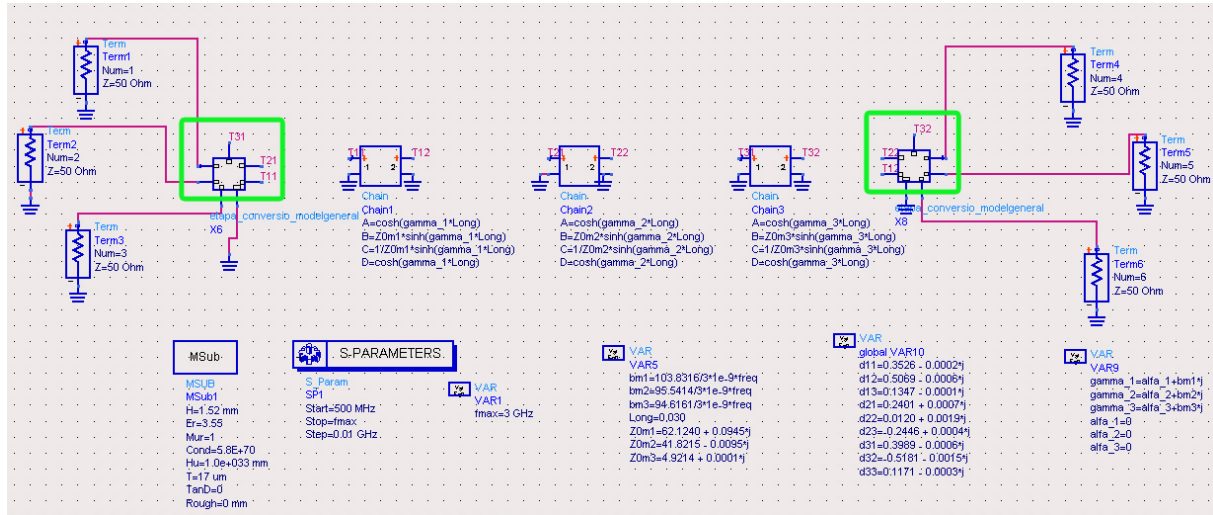 Term
Term1
Num=1
Z=50 Ohm
Term
Term2
Num=2
Z=50 Ohm
Term
Term3
Num=3
Z=50 Ohm
T31
T21
T11
etapa_conversio_modelgeneral
X6
T11
T12
1
2
Chain
Chain1
A=cosh(gamma_1*Long)
B=Z0m1*sinh(gamma_1*Long)
C=1/Z0m1*sinh(gamma_1*Long)
D=cosh(gamma_1*Long)
T21
T22
1
2
Chain
Chain2
A=cosh(gamma_2*Long)
B=Z0m2*sinh(gamma_2*Long)
C=1/Z0m2*sinh(gamma_2*Long)
D=cosh(gamma_2*Long)
T31
T32
1
2
Chain
Chain3
A=cosh(gamma_3*Long)
B=Z0m3*sinh(gamma_3*Long)
C=1/Z0m3*sinh(gamma_3*Long)
D=cosh(gamma_3*Long)
T32
T22
T12
etapa_conversio_modelgeneral
X8
Term
Term4
Num=4
Z=50 Ohm
Term
Term5
Num=5
Z=50 Ohm
Term
Term6
Num=6
Z=50 Ohm
MSub
MSUB
MSub1
H=1.52 mm
Er=3.55
Mur=1
Cond=5.8E+70
Hu=1.0e+033 mm
T=17 um
TanD=0
Rough=0 mm
S-PARAMETERS
S_Param
SP1
Start=500 MHz
Stop=fmax
Step=0.01 GHz
Var Eqn
VAR
VAR1
fmax=3 GHz
Var Eqn
VAR
VAR5
bm1=103.8316/3*1e-9*freq
bm2=95.5414/3*1e-9*freq
bm3=94.6161/3*1e-9*freq
Long=0.030
Z0m1=62.1240 + 0.0945*j
Z0m2=41.8215 - 0.0095*j
Z0m3=4.9214 + 0.0001*j
Var Eqn
VAR
global VAR10
d11=0.3526 - 0.0002*j
d12=0.5069 - 0.0006*j
d13=0.1347 - 0.0001*j
d21=0.2401 + 0.0007*j
d22=0.0120 + 0.0019*j
d23=-0.2446 + 0.0004*j
d31=0.3989 - 0.0006*j
d32=-0.5181 - 0.0015*j
d33=0.1171 - 0.0003*j
Var Eqn
VAR
VAR9
gamma_1=alfa_1+bm1*j
gamma_2=alfa_2+bm2*j
gamma_3=alfa_3+bm3*j
alfa_1=0
alfa_2=0
alfa_3=0